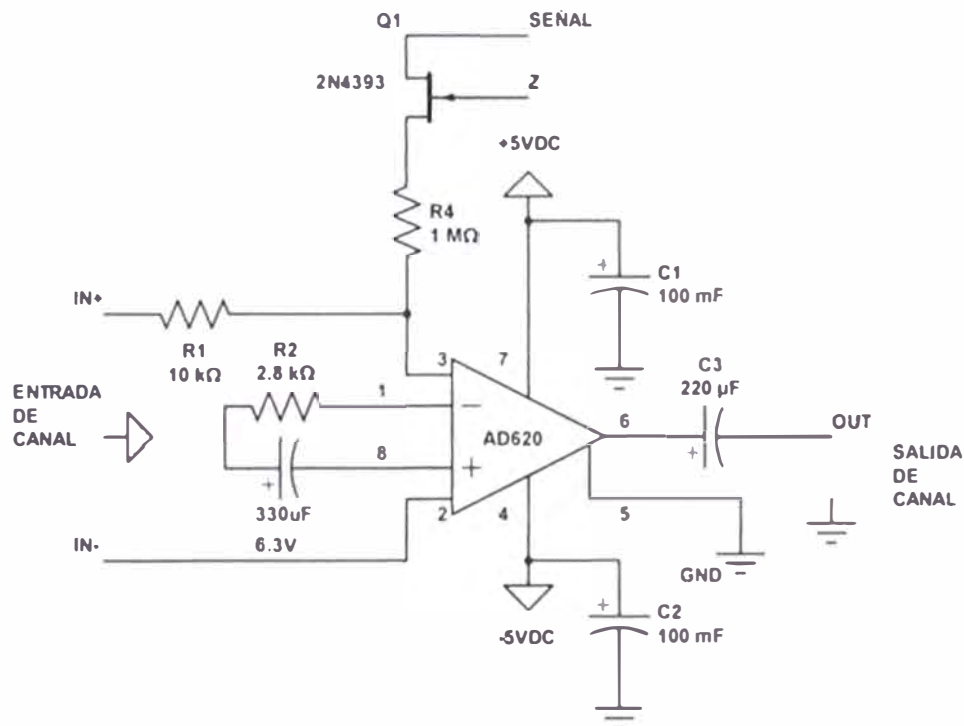 Q1
SEÑAL
2N4393
Z
+5VDC
R4
1 MΩ
C1
100 mF
IN+
R1
10 kΩ
R2
2.8 kΩ
3
7
C3
220 µF
ENTRADA
DE
CANAL
1
6
OUT
AD620
8
SALIDA
DE
CANAL
330uF
6.3V
2
4
5
IN-
GND
C2
100 mF
-5VDC